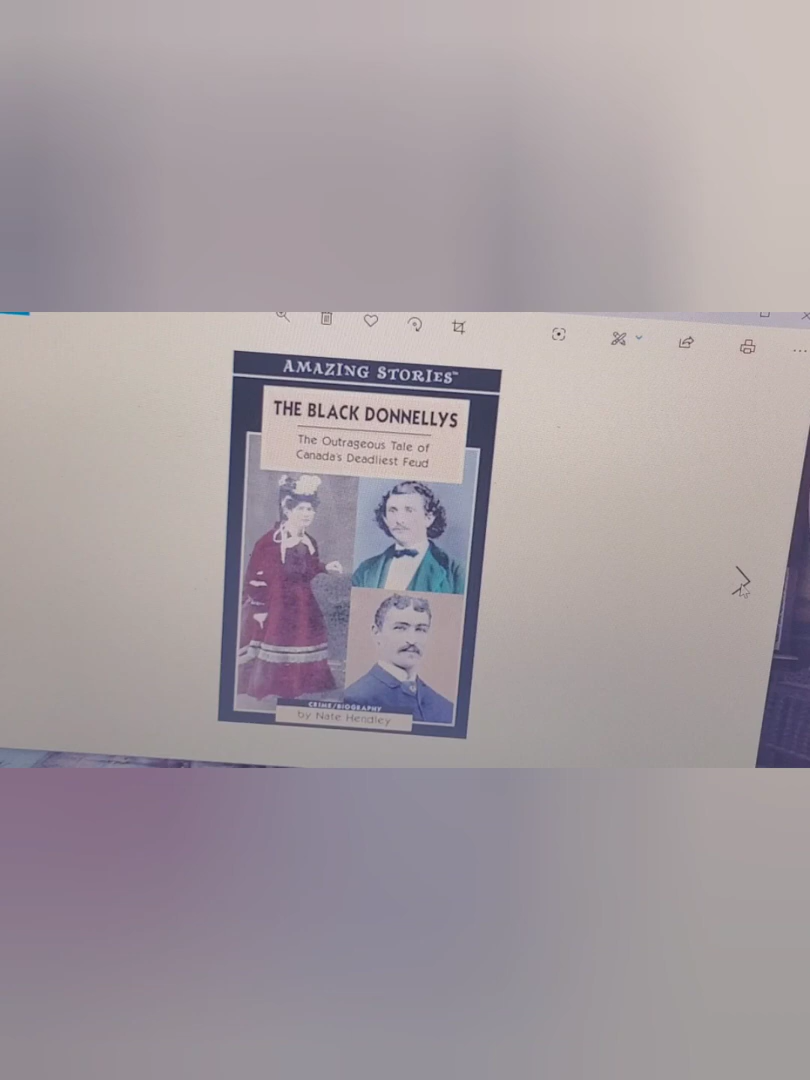 AMAZING STORIES™
THE BLACK DONNELLYS
The Outrageous Tale of
Canada's Deadliest Feud
CRIME/BIOGRAPHY
by Nate Hendley